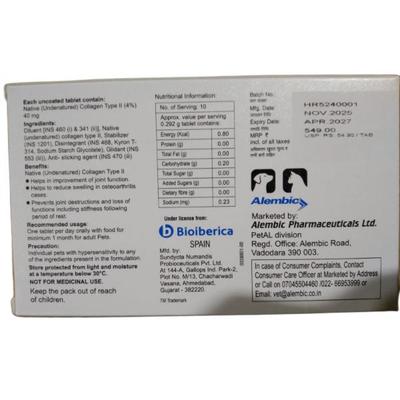 Each uncoated tablet contain:
Native (Undenatured) Collagen Type II (4%)
40 mg
Ingredients:
Diluent [INS 460 (i) & 341 (ii)], Native
(Undenatured) collagen type II, Stabilizer
(INS 1201), Disintegrant (INS 468, Kyron T-
314, Sodium Starch Glycolate), Glidant (INS
553 (iii)), Anti- sticking agent (INS 470 (iii)
Native (Undenatured) Collagen Type II
Benefits:
• Helps in improvement of joint function.
• Helps to reduce swelling in osteoarthritis
cases.
• Prevents joint destructions and loss of joint
functions including stiffness following
period of rest.
Recommended use:
One tablet per day orally with food for
minimum 1 month for adult Pets.
Precaution:
Individual pets with hypersensitivity to any
of the ingredients present in the formulation.
Store protected from light and moisture
at a temperature below 30°C.
NOT FOR MEDICINAL USE.
Keep the pack out of reach
of children.
Nutritional Information:
No. of Serving: 10
Approx. value per serving
0.292 g tablet contains:
Energy (Kcal) 0.80
Protein (g) 0.00
Total Fat (g) 0.00
Carbohydrate (g) 0.20
Total Sugar (g) 0.00
Added Sugars (g) 0.00
Dietary fibre (g) 0.00
Sodium (mg) 0.23
Under license from:
Bioiberica
SPAIN
Mfd. by:
Sundyota Numandis
Probioceuticals Pvt. Ltd.
At 144-A, Gallops Ind. Park-2,
Plot No. M/13, Chacharwadi
Vasana, Ahmedabad,
Gujarat - 382220.
TM Trademark
Batch No.
HR5240001
Mfg. Date
NOV.2025
Expiry Date
APR.2027
MRP ₹
549.00
incl. of all taxes
USP RS 54.90/TAB
Alembic
Marketed by:
Alembic Pharmaceuticals Ltd.
PetAL division
Regd. Office: Alembic Road,
Vadodara 390 003.
In case of Consumer Complaints, Contact
Consumer Care Officer at Marketed by Address
or Call on 07045504460 /022- 66953999 or
Email: vet@alembic.co.in